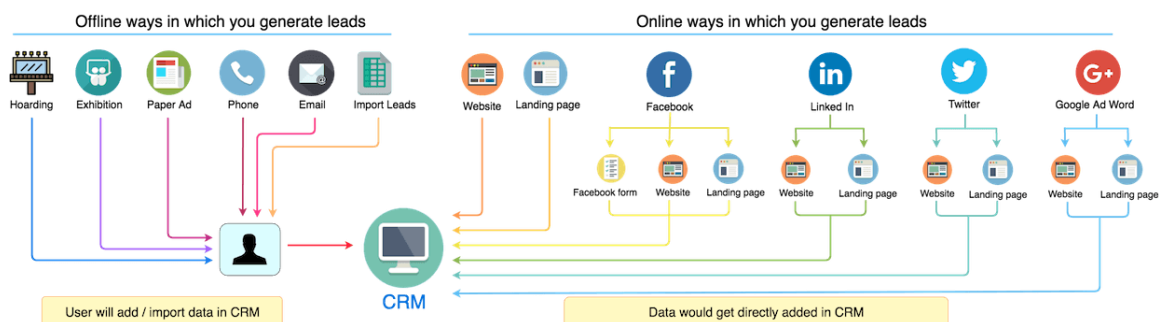 Offline ways in which you generate leads
Online ways in which you generate leads
Hoarding
Exhibition
Paper Ad
Phone
Email
Import Leads
Website
Landing page
f
Facebook
in
Linked In
Twitter
G+
Google Ad Word
Facebook form
Website
Landing page
Website
Landing page
Website
Landing page
Website
Landing page
CRM
User will add / import data in CRM
Data would get directly added in CRM